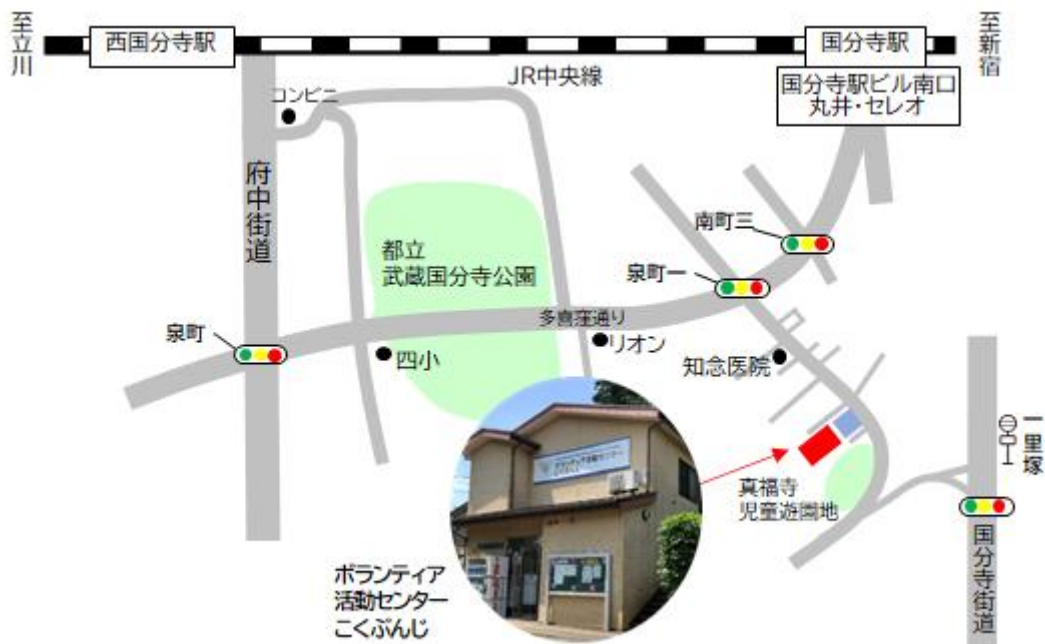 至立川
西国分寺駅
国分寺駅
至新宿
JR中央線
国分寺駅ビル南口
丸井・セレオ
コンビニ
府中街道
南町三
都立
武蔵国分寺公園
泉町一
多喜窪通り
泉町
リオン
四小
知念医院
一里塚
真福寺
児童遊園地
国分寺街道
ボランティア
活動センター
こくぶんじ